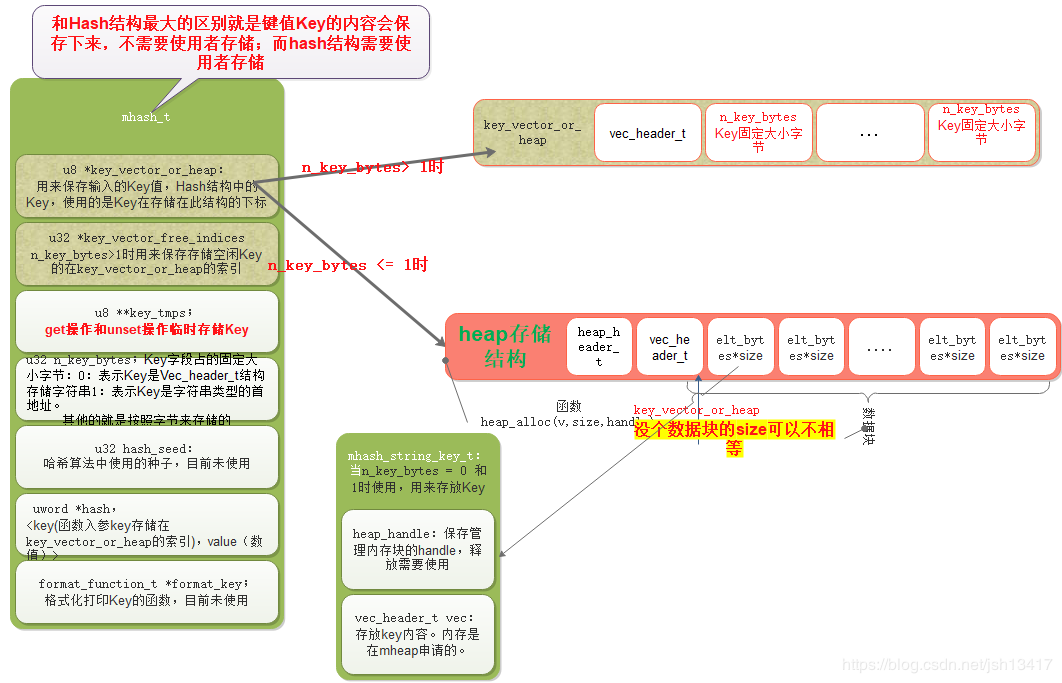 和Hash结构最大的区别就是键值Key的内容会保
存下来，不需要使用者存储；而hash结构需要使
用者存储
mhash_t
u8 *key_vector_or_heap：
用来保存输入的Key值，Hash结构中的
Key，使用的是Key在存储在此结构的下标
u32 *key_vector_free_indices
n_key_bytes>1时用来保存存储空闲Key
的在key_vector_or_heap的索引
u8 **key_tmps；
get操作和unset操作临时存储Key
u32 n_key_bytes；Key字段占的固定大
小字节：0：表示Key是Vec_header_t结构
存储字符串1：表示Key是字符串类型的首
地址。
其他的就是按照字节来存储的
u32 hash_seed：
哈希算法中使用的种子，目前未使用
uword *hash，
<key(函数入参key存储在
key_vector_or_heap的索引)，value（数
值）>
format_function_t *format_key；
格式化打印Key的函数，目前未使用
n_key_bytes> 1时
n_key_bytes <= 1时
key_vector_or_
heap
vec_header_t
n_key_bytes
Key固定大小字
节
...
n_key_bytes
Key固定大小字
节
heap存储
结构
heap_h
eader_
t
vec_he
ader_t
elt_byt
es*size
elt_byt
es*size
....
elt_byt
es*size
elt_byt
es*size
函数
heap_alloc(v,size,handl
key_vector_or_heap
没个数据块的size可以不相
等
数据块
mhash_string_key_t：
当n_key_bytes = 0 和
1时使用，用来存放Key
heap_handle：保存管
理内存块的handle，释
放需要使用
vec_header_t vec：
存放key内容。内存是
在mheap申请的。
https://blog.csdn.net/jsh13417